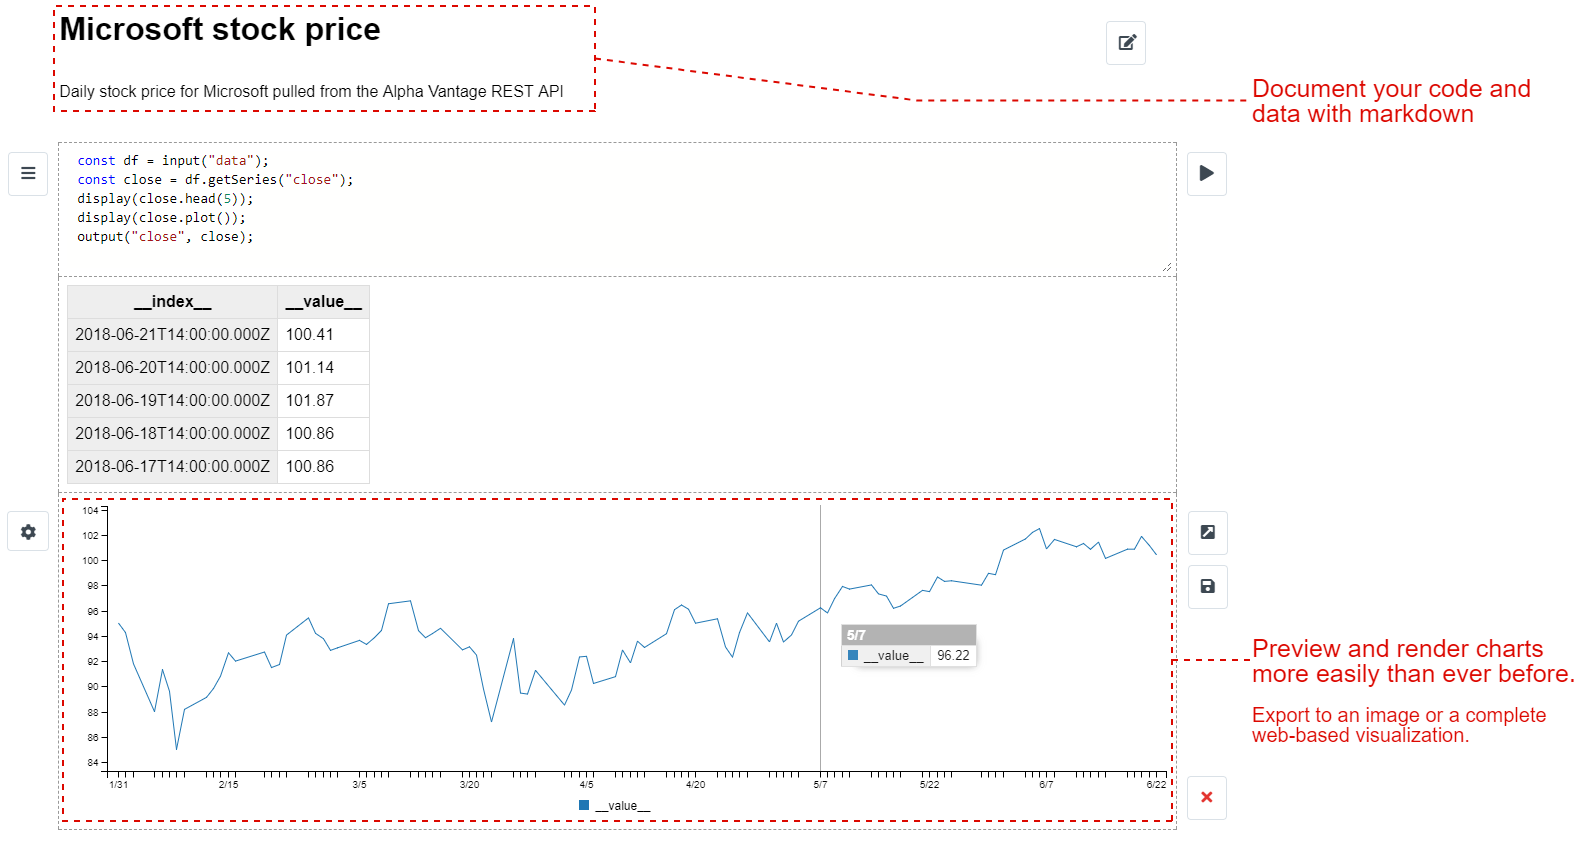 Microsoft stock price
Daily stock price for Microsoft pulled from the Alpha Vantage REST API
Document your code and
data with markdown
const df = input("data");
const close = df.getSeries("close");
display(close.head(5));
display(close.plot());
output("close", close);
__index__ __value__
2018-06-21T14:00:00.000Z 100.41
2018-06-20T14:00:00.000Z 101.14
2018-06-19T14:00:00.000Z 101.87
2018-06-18T14:00:00.000Z 100.86
2018-06-17T14:00:00.000Z 100.86
104
102
100
98
96
94
92
90
88
86
84
5/7
__value__ 96.22
1/31 2/15 3/5 3/20 4/5 4/20 5/7 5/22 6/7 6/22
__value__
Preview and render charts
more easily than ever before.
Export to an image or a complete
web-based visualization.